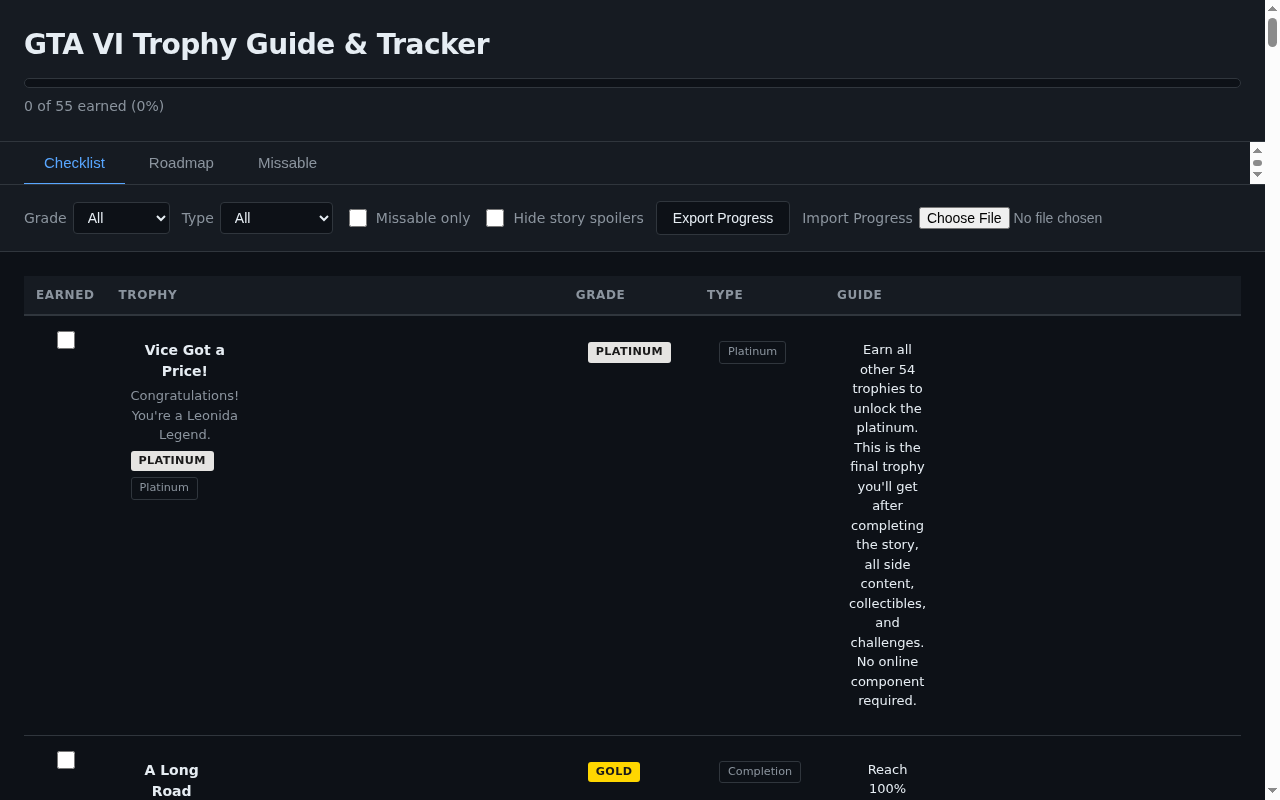 GTA VI Trophy Guide & Tracker
0 of 55 earned (0%)
Checklist Roadmap Missable
Grade All Type All Missable only Hide story spoilers Export Progress Import Progress Choose File No file chosen
EARNED TROPHY GRADE TYPE GUIDE
Vice Got a
Price!
Congratulations!
You're a Leonida
Legend.
PLATINUM
Platinum
PLATINUM
Platinum
Earn all
other 54
trophies to
unlock the
platinum.
This is the
final trophy
you'll get
after
completing
the story,
all side
content,
collectibles,
and
challenges.
No online
component
required.
A Long
Road
GOLD
Completion
Reach
100%